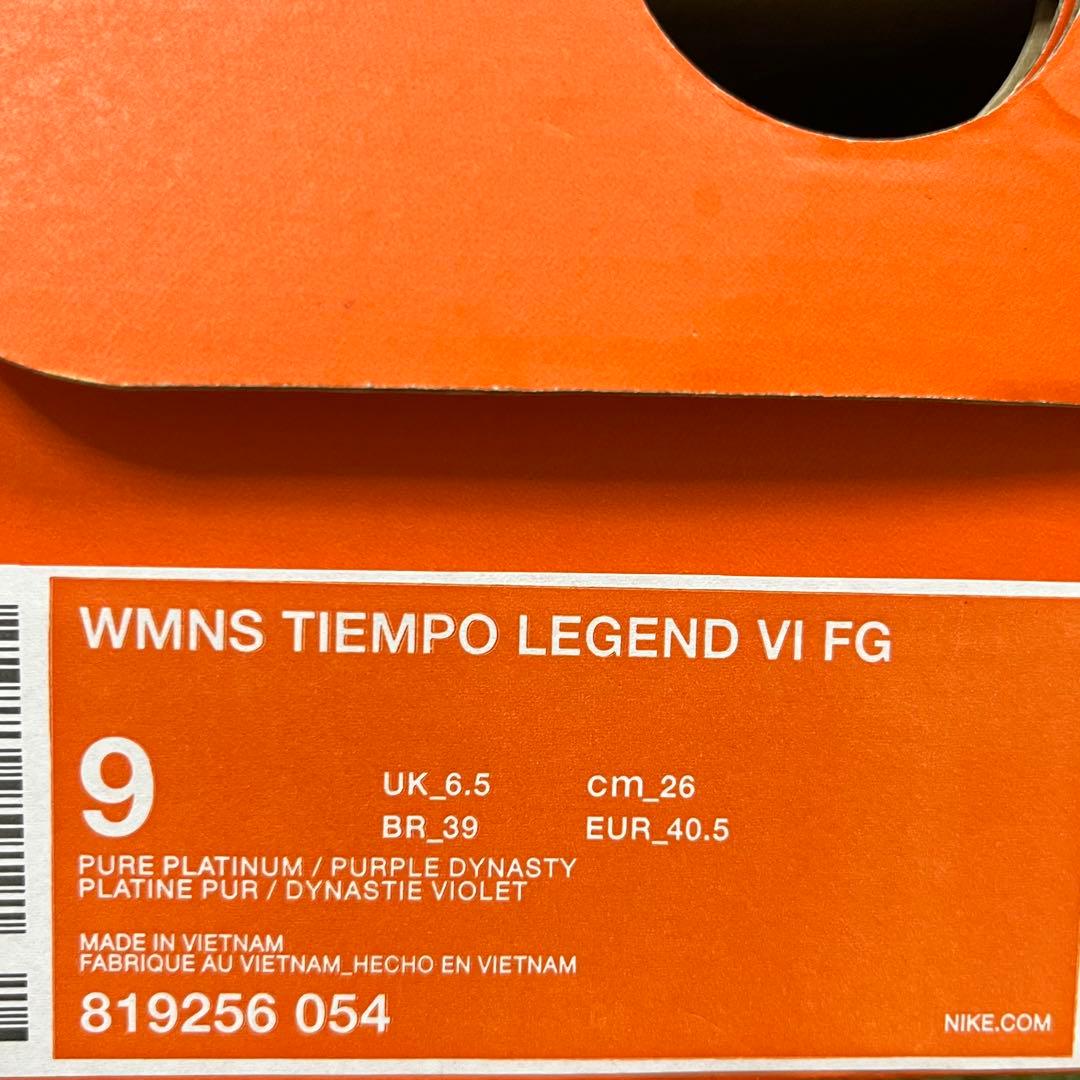 WMNS TIEMPO LEGEND VI FG
9
UK_6.5 cm_26
BR_39 EUR_40.5
PURE PLATINUM / PURPLE DYNASTY
PLATINE PUR / DYNASTIE VIOLET
MADE IN VIETNAM
FABRIQUE AU VIETNAM_HECHO EN VIETNAM
819256 054
NIKE.COM